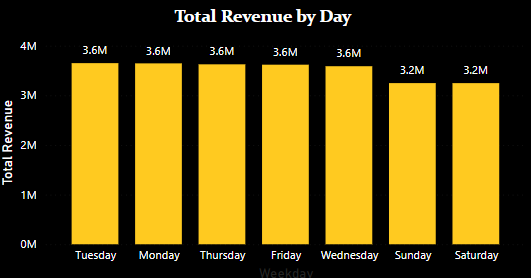 Total Revenue by Day
Total Revenue
4M
3M
2M
1M
0M
3.6M 3.6M 3.6M 3.6M 3.6M 3.2M 3.2M
Tuesday Monday Thursday Friday Wednesday Sunday Saturday
Weekday